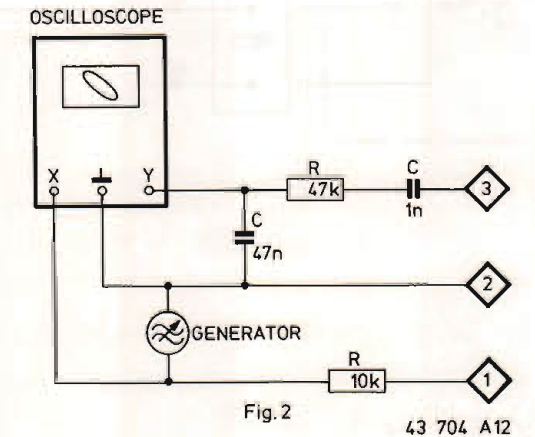 OSCILLOSCOPE
X Y
R C
47k 1n 3
C
47n
2
GENERATOR
R
10k 1
Fig. 2
43 704 A12